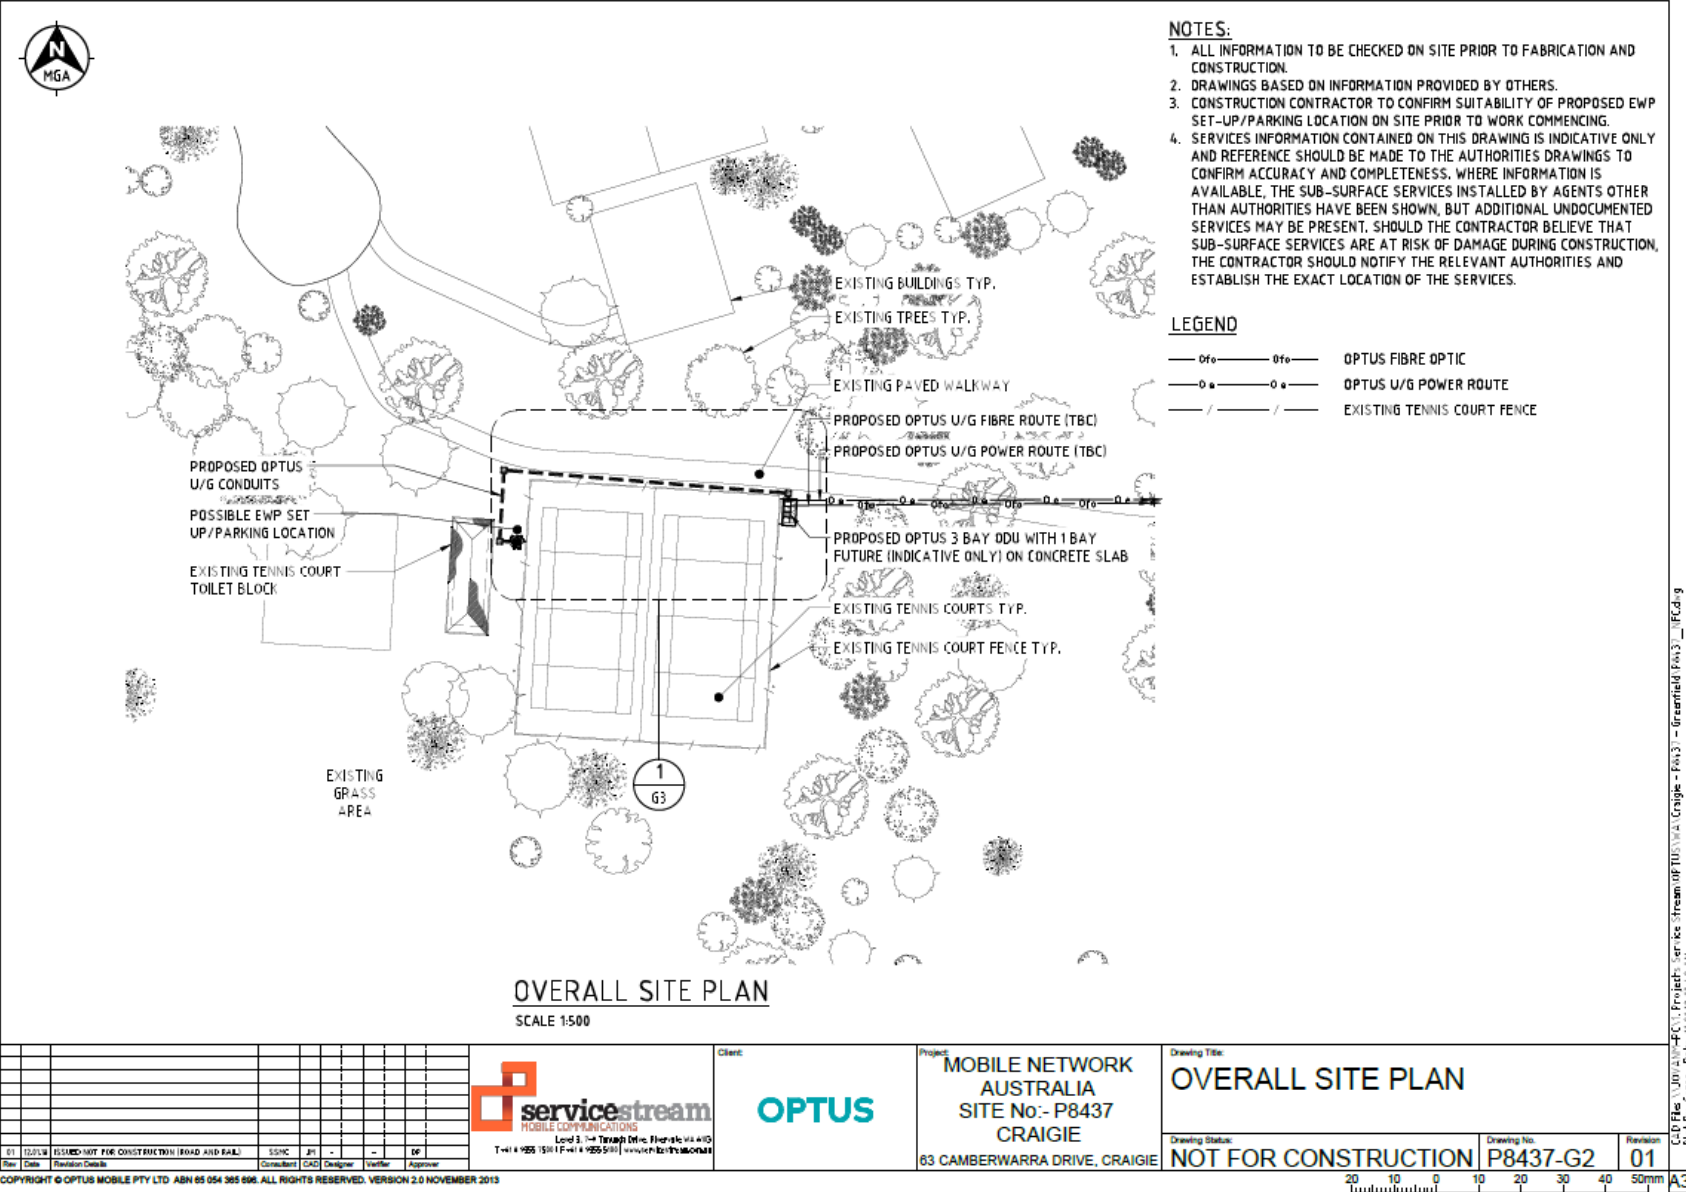 N
MGA
NOTES:
1. ALL INFORMATION TO BE CHECKED ON SITE PRIOR TO FABRICATION AND
CONSTRUCTION.
2. DRAWINGS BASED ON INFORMATION PROVIDED BY OTHERS.
3. CONSTRUCTION CONTRACTOR TO CONFIRM SUITABILITY OF PROPOSED EWP
SET-UP/PARKING LOCATION ON SITE PRIOR TO WORK COMMENCING.
4. SERVICES INFORMATION CONTAINED ON THIS DRAWING IS INDICATIVE ONLY
AND REFERENCE SHOULD BE MADE TO THE AUTHORITIES DRAWINGS TO
CONFIRM ACCURACY AND COMPLETENESS. WHERE INFORMATION IS
AVAILABLE, THE SUB-SURFACE SERVICES INSTALLED BY AGENTS OTHER
THAN AUTHORITIES HAVE BEEN SHOWN, BUT ADDITIONAL UNDOCUMENTED
SERVICES MAY BE PRESENT. SHOULD THE CONTRACTOR BELIEVE THAT
SUB-SURFACE SERVICES ARE AT RISK OF DAMAGE DURING CONSTRUCTION,
THE CONTRACTOR SHOULD NOTIFY THE RELEVANT AUTHORITIES AND
ESTABLISH THE EXACT LOCATION OF THE SERVICES.
LEGEND
Ofo Ofo OPTUS FIBRE OPTIC
O e O e OPTUS U/G POWER ROUTE
EXISTING TENNIS COURT FENCE
EXISTING BUILDINGS TYP.
EXISTING TREES TYP.
EXISTING PAVED WALKWAY
PROPOSED OPTUS U/G FIBRE ROUTE (TBC)
PROPOSED OPTUS U/G POWER ROUTE (TBC)
PROPOSED OPTUS
U/G CONDUITS
POSSIBLE EWP SET
UP/PARKING LOCATION
EXISTING TENNIS COURT
TOILET BLOCK
O e O e O e O e O e
Ofo Ofo Ofo Ofo
PROPOSED OPTUS 3 BAY ODU WITH 1 BAY
FUTURE (INDICATIVE ONLY) ON CONCRETE SLAB
EXISTING TENNIS COURTS TYP.
EXISTING TENNIS COURT FENCE TYP.
EXISTING
GRASS
AREA
1
G3
OVERALL SITE PLAN
SCALE 1:500
01 ISSUED NOT FOR CONSTRUCTION (ROAD AND RAIL) SSMC JM - - DP
Rev Date Revision Details Consultant CAD Designer Verifier Approver
servicestream
MOBILE COMMUNICATIONS
Client:
OPTUS
Project:
MOBILE NETWORK
AUSTRALIA
SITE No:- P8437
CRAIGIE
63 CAMBERWARRA DRIVE, CRAIGIE
Drawing Title:
OVERALL SITE PLAN
Drawing Status:
NOT FOR CONSTRUCTION
Drawing No.
P8437-G2
Revision
01
COPYRIGHT © OPTUS MOBILE PTY LTD ABN 65 054 365 696. ALL RIGHTS RESERVED. VERSION 2.0 NOVEMBER 2013
20 10 0 10 20 30 40 50mm A3